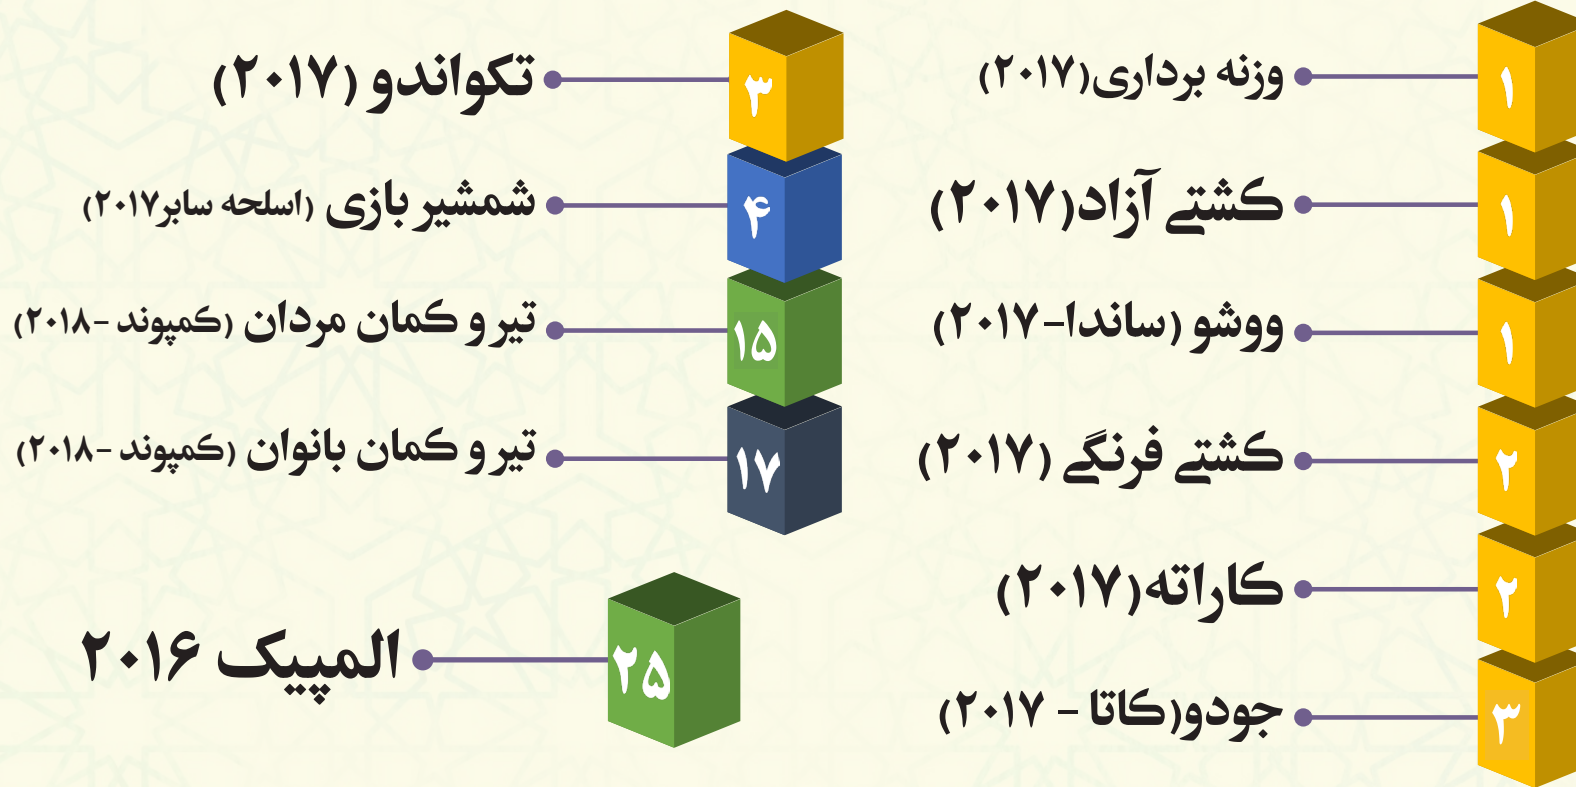 ۱ وزنه برداری(۲۰۱۷)
۱ کشتی آزاد(۲۰۱۷)
۱ ووشو (ساندا-۲۰۱۷)
۲ کشتی فرنگی (۲۰۱۷)
۲ کاراته(۲۰۱۷)
۳ جودو(کاتا - ۲۰۱۷)
۳ تکواندو (۲۰۱۷)
۴ شمشیر بازی (اسلحه سابر۲۰۱۷)
۱۵ تیر و کمان مردان (کمپوند -۲۰۱۸)
۱۷ تیر و کمان بانوان (کمپوند -۲۰۱۸)
۲۵ المپیک ۲۰۱۶